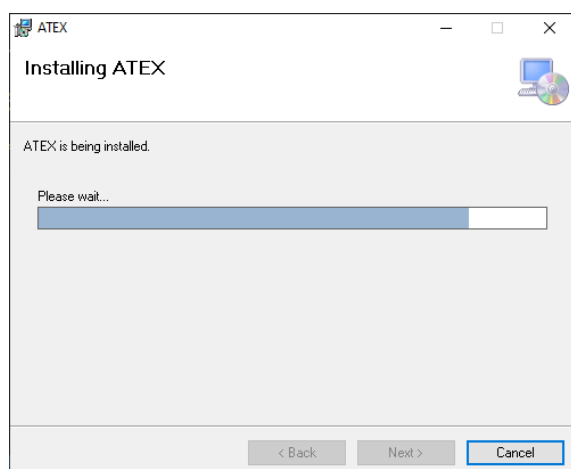 ATEX
Installing ATEX
ATEX is being installed.
Please wait...
< Back
Next >
Cancel